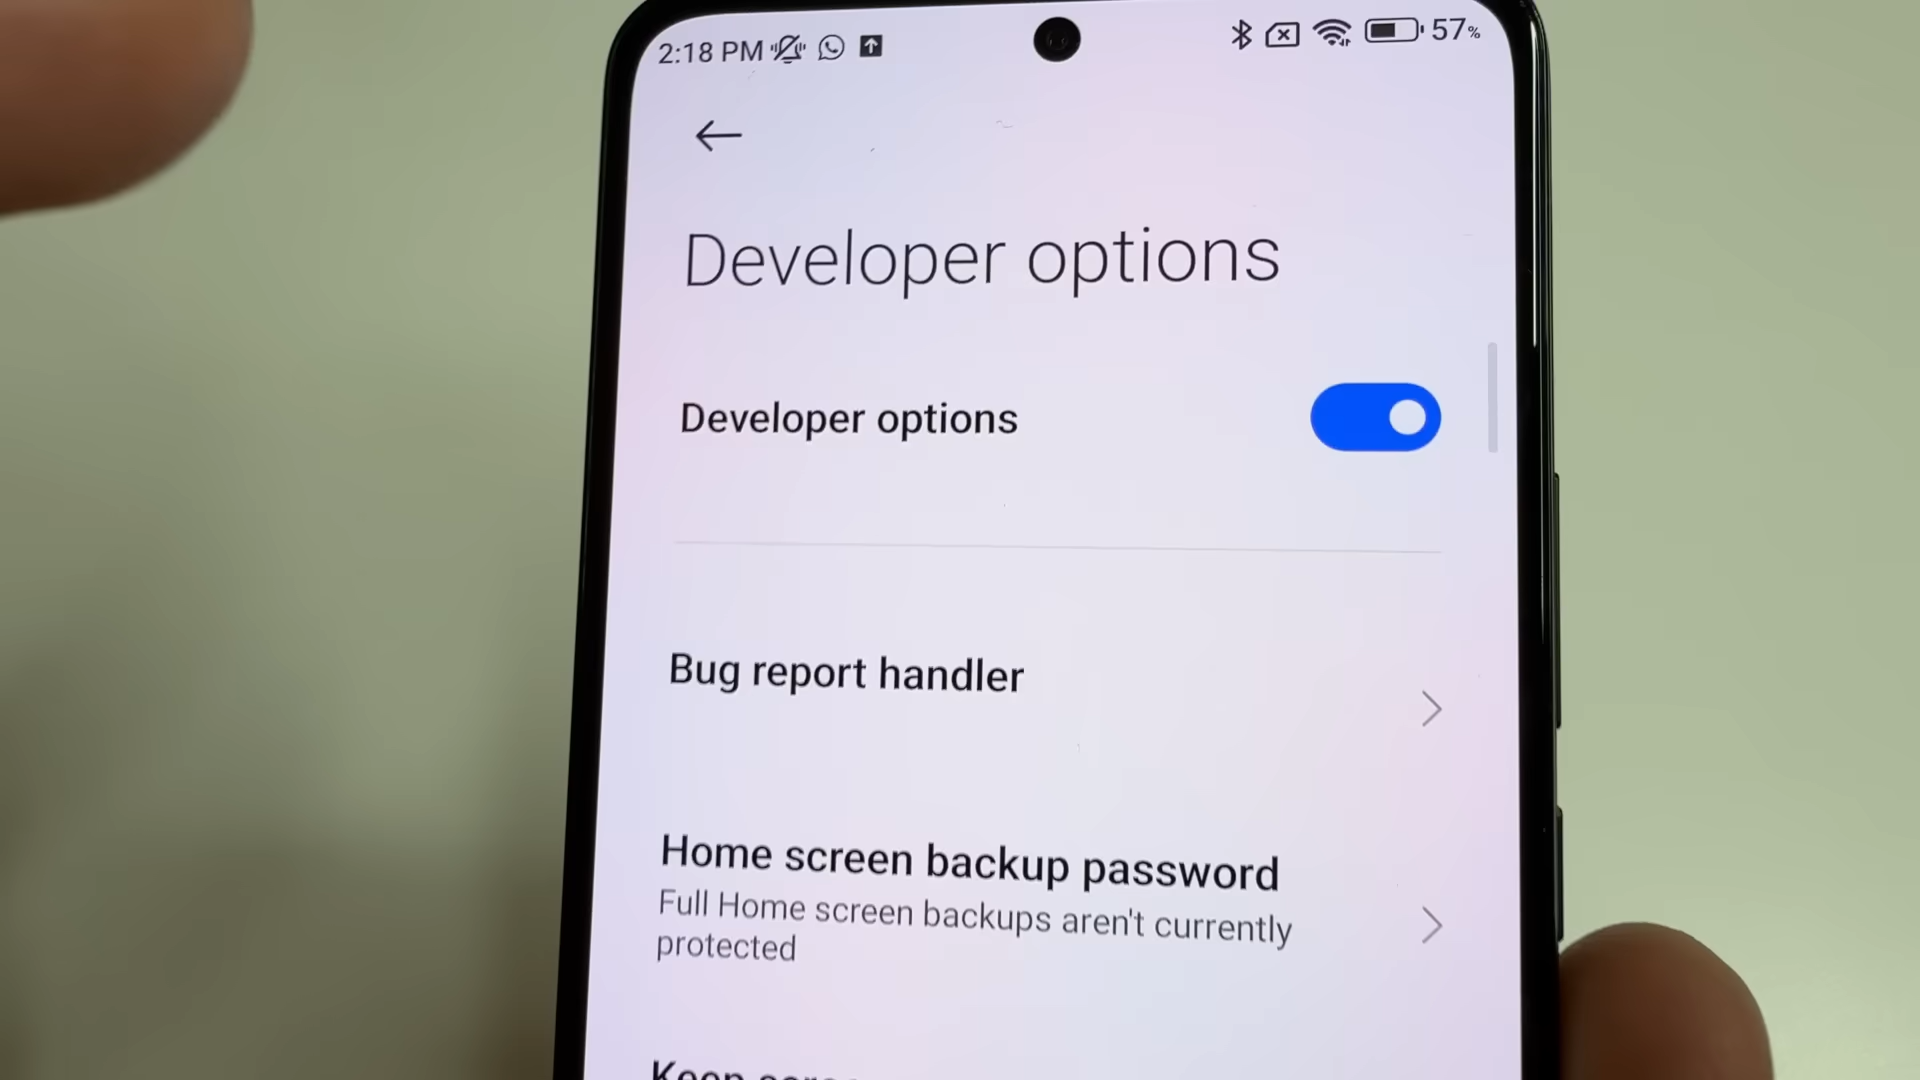 2:18 PM
57%
Developer options
Developer options
Bug report handler
Home screen backup password
Full Home screen backups aren't currently
protected